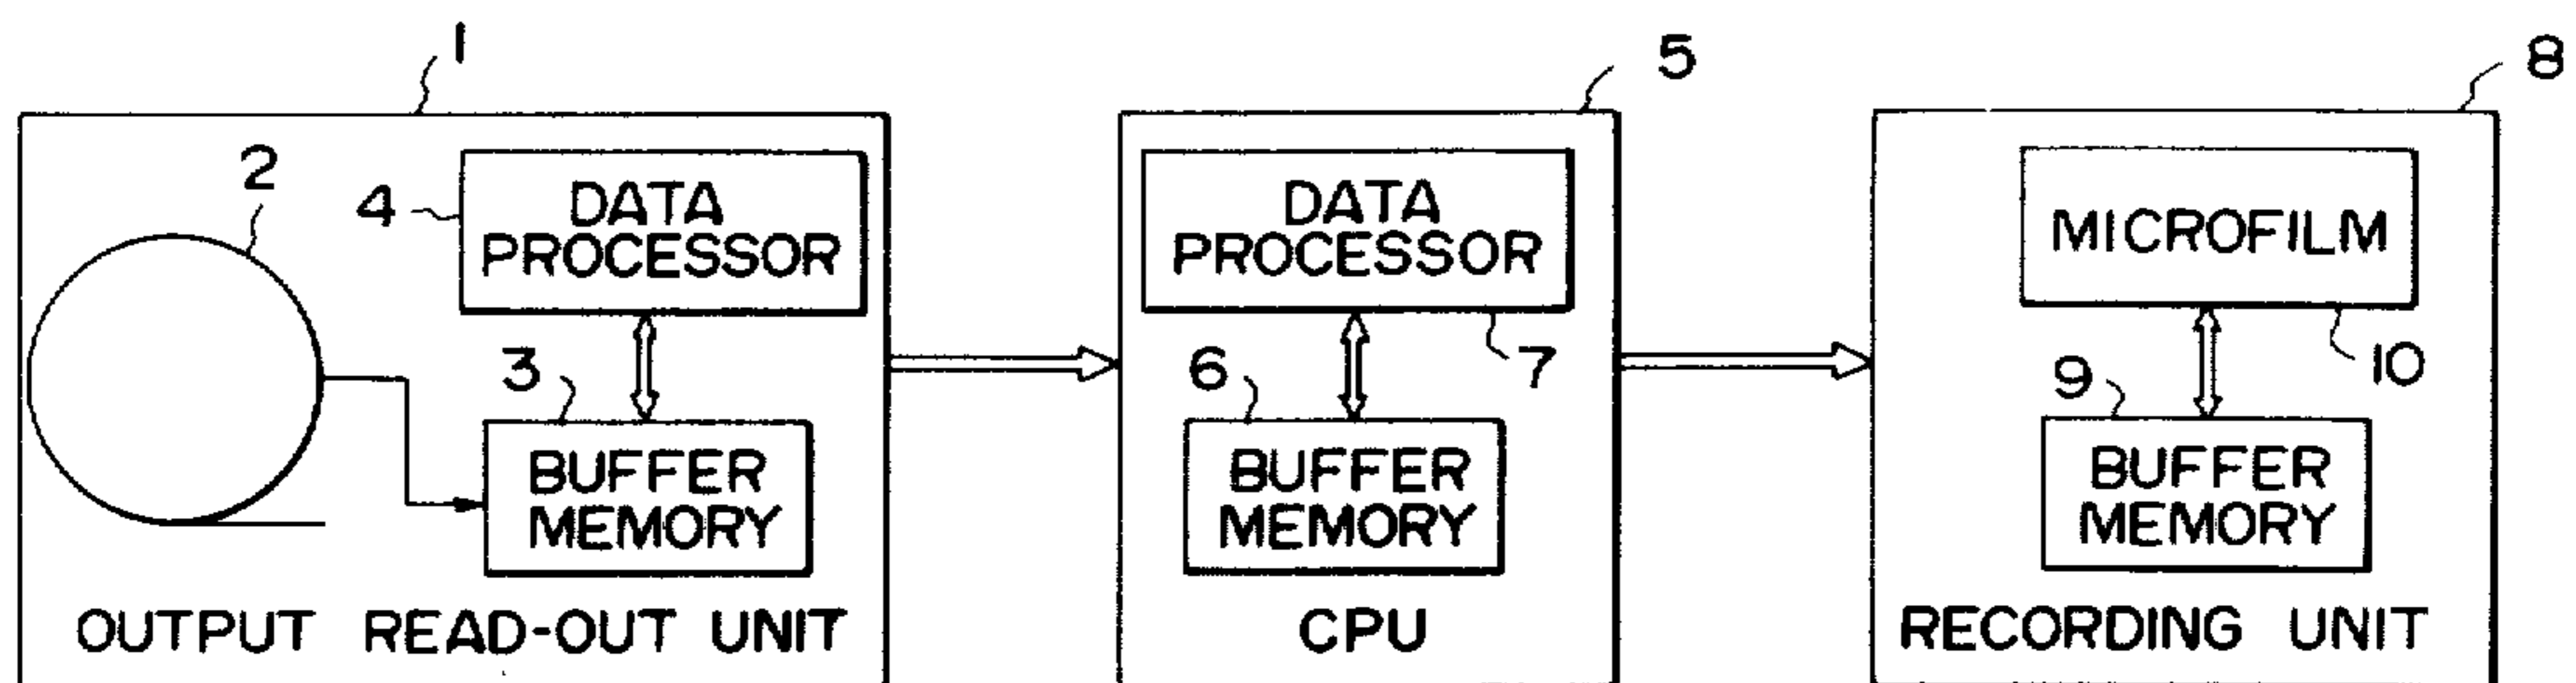 1
5
8
2
4
DATA
PROCESSOR
3
BUFFER
MEMORY
OUTPUT READ-OUT UNIT
DATA
PROCESSOR
7
6
BUFFER
MEMORY
CPU
MICROFILM
10
9
BUFFER
MEMORY
RECORDING UNIT